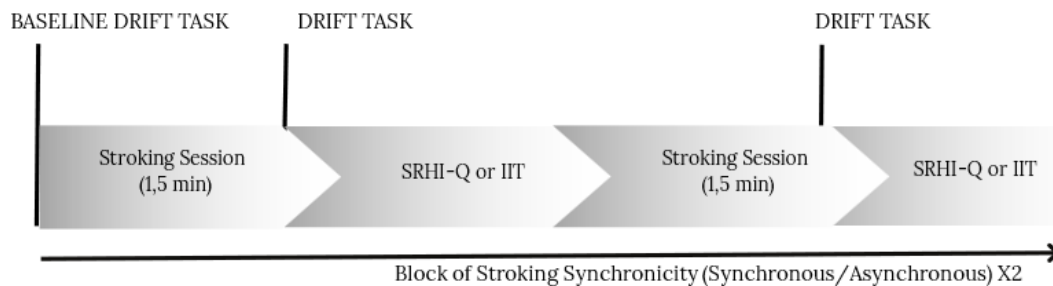 BASELINE DRIFT TASK
DRIFT TASK
DRIFT TASK
Stroking Session
(1,5 min)
SRHI-Q or IIT
Stroking Session
(1,5 min)
SRHI-Q or IIT
Block of Stroking Synchronicity (Synchronous/Asynchronous) X2